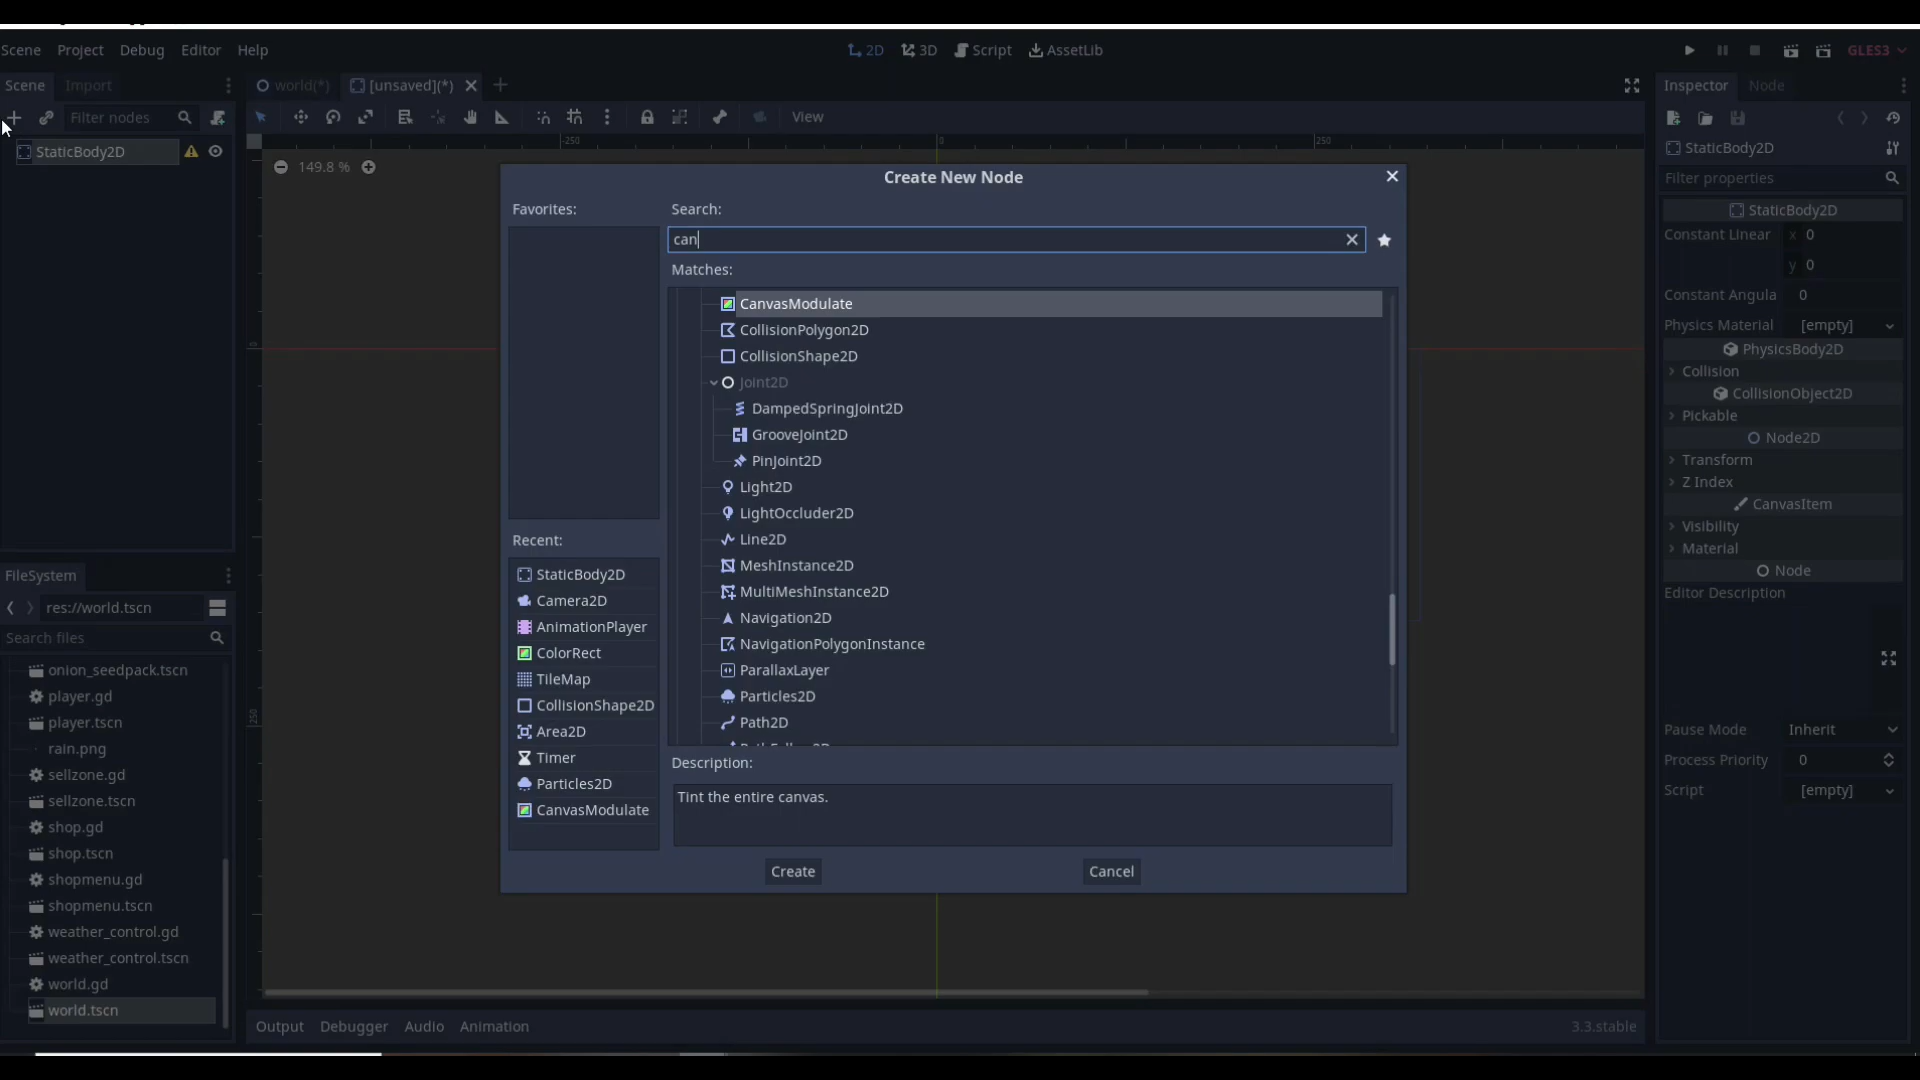 Scene Project Debug Editor Help
2D 3D Script AssetLib
GLES3
Scene Import
world(*) [unsaved](*)
Inspector Node
Filter nodes
View
StaticBody2D
StaticBody2D
149.8 %
Filter properties
-250 0 250
0
250
Create New Node
Favorites:
Search:
can
Matches:
CanvasModulate
CollisionPolygon2D
CollisionShape2D
Joint2D
DampedSpringJoint2D
GrooveJoint2D
PinJoint2D
Light2D
LightOccluder2D
Line2D
MeshInstance2D
MultiMeshInstance2D
Navigation2D
NavigationPolygonInstance
ParallaxLayer
Particles2D
Path2D
Recent:
StaticBody2D
Camera2D
AnimationPlayer
ColorRect
TileMap
CollisionShape2D
Area2D
Timer
Particles2D
CanvasModulate
Description:
Tint the entire canvas.
Create Cancel
StaticBody2D
Constant Linear x 0
y 0
Constant Angula 0
Physics Material [empty]
PhysicsBody2D
Collision
CollisionObject2D
Pickable
Node2D
Transform
Z Index
CanvasItem
Visibility
Material
Node
Editor Description
Pause Mode Inherit
Process Priority 0
Script [empty]
FileSystem
res://world.tscn
Search files
onion_seedpack.tscn
player.gd
player.tscn
rain.png
sellzone.gd
sellzone.tscn
shop.gd
shop.tscn
shopmenu.gd
shopmenu.tscn
weather_control.gd
weather_control.tscn
world.gd
world.tscn
Output Debugger Audio Animation
3.3.stable